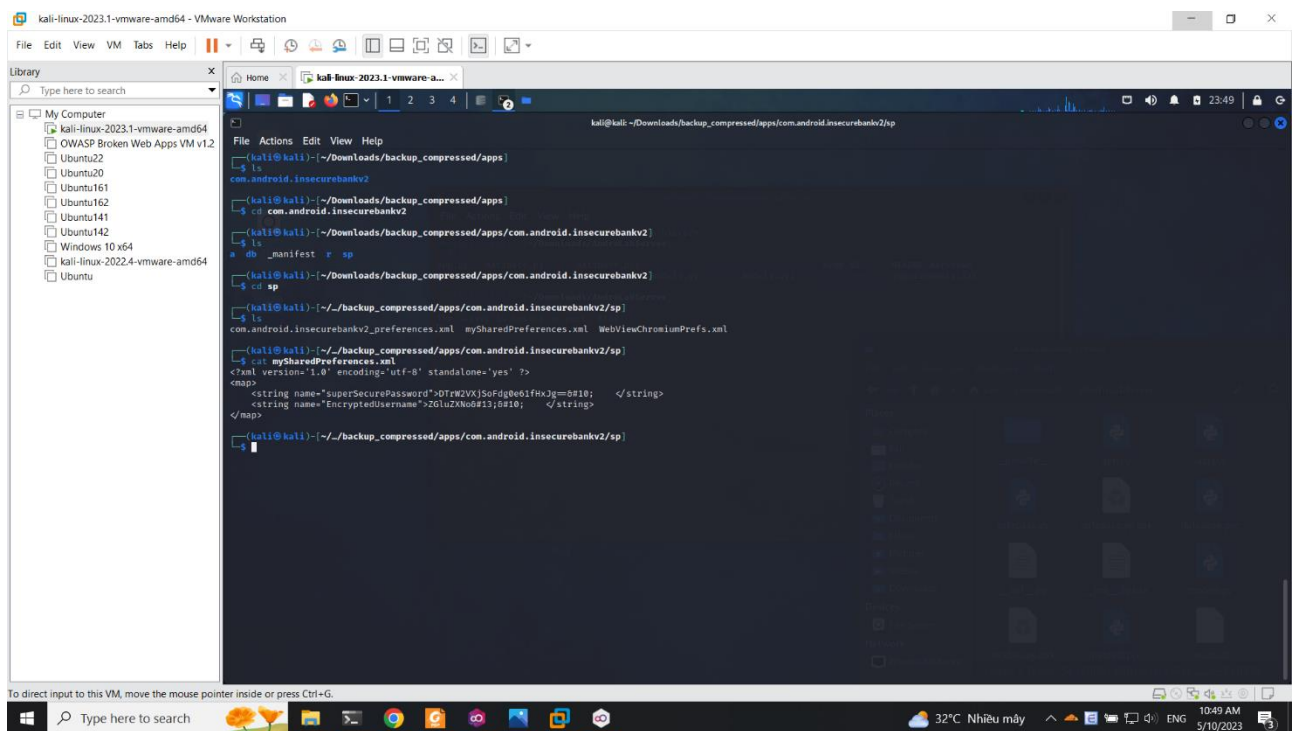 kali-linux-2023.1-vmware-amd64 - VMware Workstation
File Edit View VM Tabs Help
Library x
Home kali-linux-2023.1-vmware-a...
Type here to search
1 2 3 4 23:49
My Computer
kali-linux-2023.1-vmware-amd64
OWASP Broken Web Apps VM v1.2
Ubuntu22
Ubuntu20
Ubuntu161
Ubuntu162
Ubuntu141
Ubuntu142
Windows 10 x64
kali-linux-2022.4-vmware-amd64
Ubuntu
kali@kali: ~/Downloads/backup_compressed/apps/com.android.insecurebankv2/sp
File Actions Edit View Help
(kali㉿kali)-[~/Downloads/backup_compressed/apps]
$ ls
com.android.insecurebankv2
(kali㉿kali)-[~/Downloads/backup_compressed/apps]
$ cd com.android.insecurebankv2
(kali㉿kali)-[~/Downloads/backup_compressed/apps/com.android.insecurebankv2]
$ ls
a db _manifest r sp
(kali㉿kali)-[~/Downloads/backup_compressed/apps/com.android.insecurebankv2]
$ cd sp
(kali㉿kali)-[~/…/backup_compressed/apps/com.android.insecurebankv2/sp]
$ ls
com.android.insecurebankv2_preferences.xml mySharedPreferences.xml WebViewChromiumPrefs.xml
(kali㉿kali)-[~/…/backup_compressed/apps/com.android.insecurebankv2/sp]
$ cat mySharedPreferences.xml
<?xml version='1.0' encoding='utf-8' standalone='yes' ?>
<map>
<string name="superSecurePassword">DTrW2VXjSoFdg0e61fHxJg==&#10; </string>
<string name="EncryptedUsername">ZGluZXNo&#13;&#10; </string>
</map>
(kali㉿kali)-[~/…/backup_compressed/apps/com.android.insecurebankv2/sp]
$
To direct input to this VM, move the mouse pointer inside or press Ctrl+G.
Type here to search
32°C Nhiều mây ENG 10:49 AM
5/10/2023
3